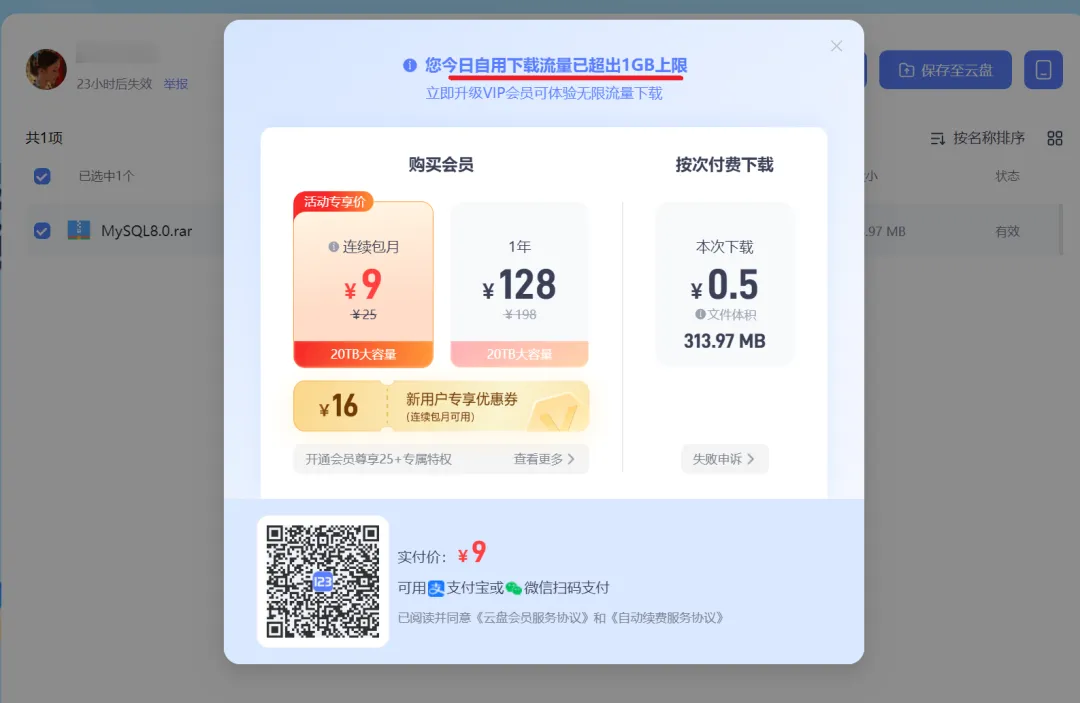 您今日自用下载流量已超出1GB上限
立即升级VIP会员可体验无限流量下载
23小时后失效 举报
保存至云盘
共1项
按名称排序
已选中1个
小
状态
MySQL8.0.rar
.97 MB
有效
购买会员
按次付费下载
活动专享价
连续包月
¥9
¥25
20TB大容量
1年
¥128
¥198
20TB大容量
本次下载
¥0.5
文件体积
313.97 MB
¥16
新用户专享优惠券
(连续包月可用)
开通会员尊享25+专属特权
查看更多
失败申诉
123
实付价: ¥9
可用支付宝或微信扫码支付
已阅读并同意《云盘会员服务协议》和《自动续费服务协议》